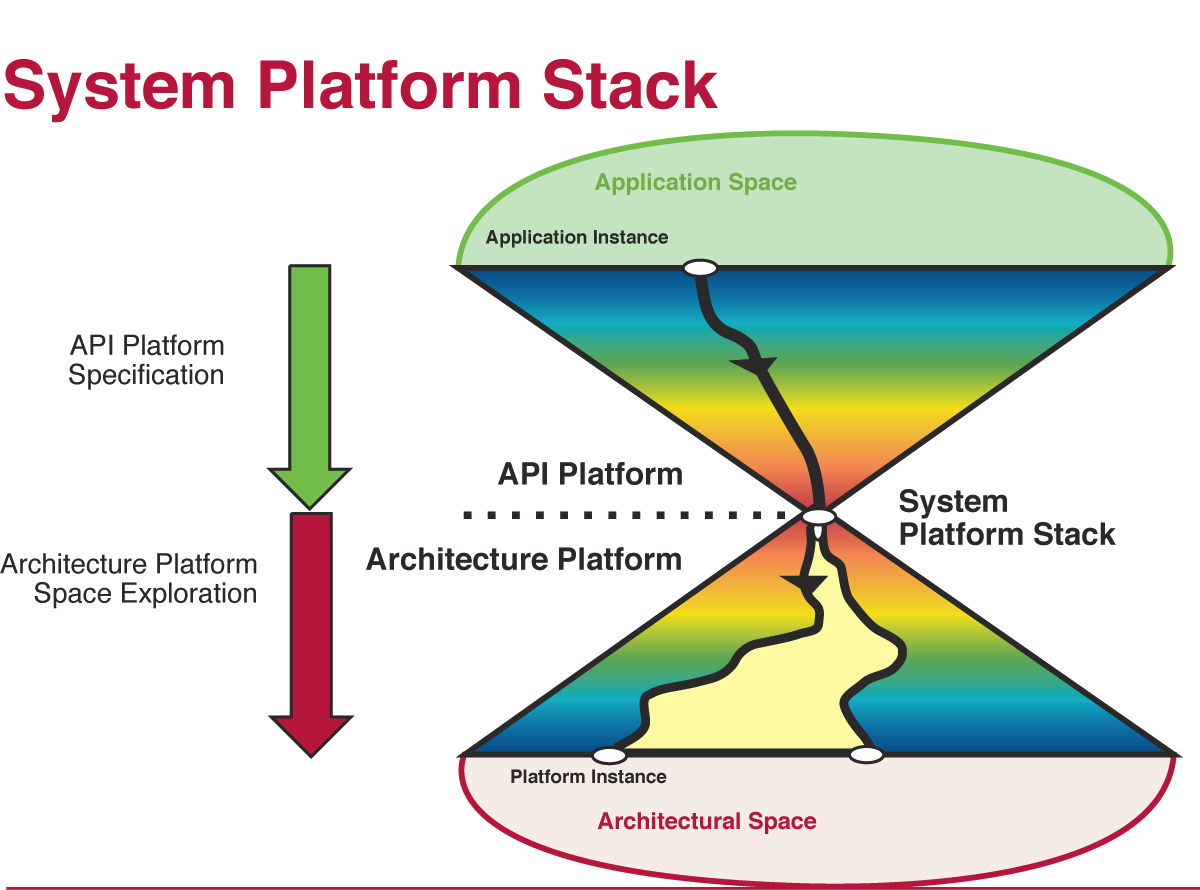 System Platform Stack
Application Space
Application Instance
API Platform
Specification
API Platform
System
Platform Stack
Architecture Platform
Architecture Platform
Space Exploration
Platform Instance
Architectural Space